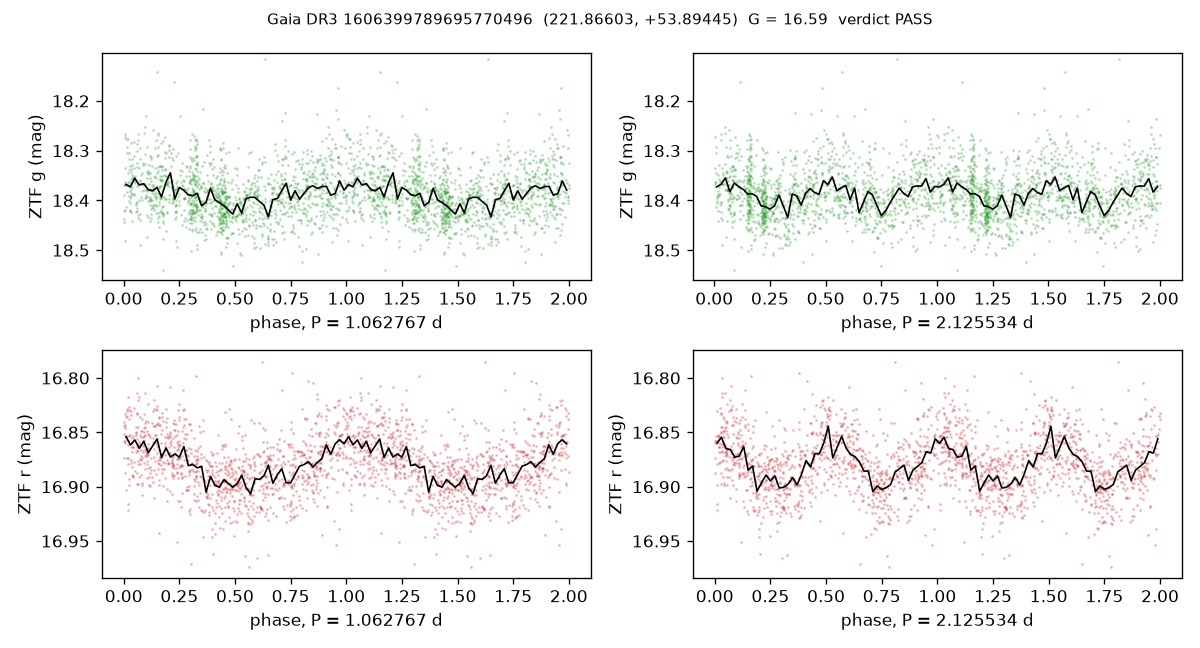 Gaia DR3 1606399789695770496 (221.86603, +53.89445) G = 16.59 verdict PASS
ZTF g (mag)
18.2
18.3
18.4
18.5
0.00 0.25 0.50 0.75 1.00 1.25 1.50 1.75 2.00
phase, P = 1.062767 d
ZTF g (mag)
18.2
18.3
18.4
18.5
0.00 0.25 0.50 0.75 1.00 1.25 1.50 1.75 2.00
phase, P = 2.125534 d
ZTF r (mag)
16.80
16.85
16.90
16.95
0.00 0.25 0.50 0.75 1.00 1.25 1.50 1.75 2.00
phase, P = 1.062767 d
ZTF r (mag)
16.80
16.85
16.90
16.95
0.00 0.25 0.50 0.75 1.00 1.25 1.50 1.75 2.00
phase, P = 2.125534 d